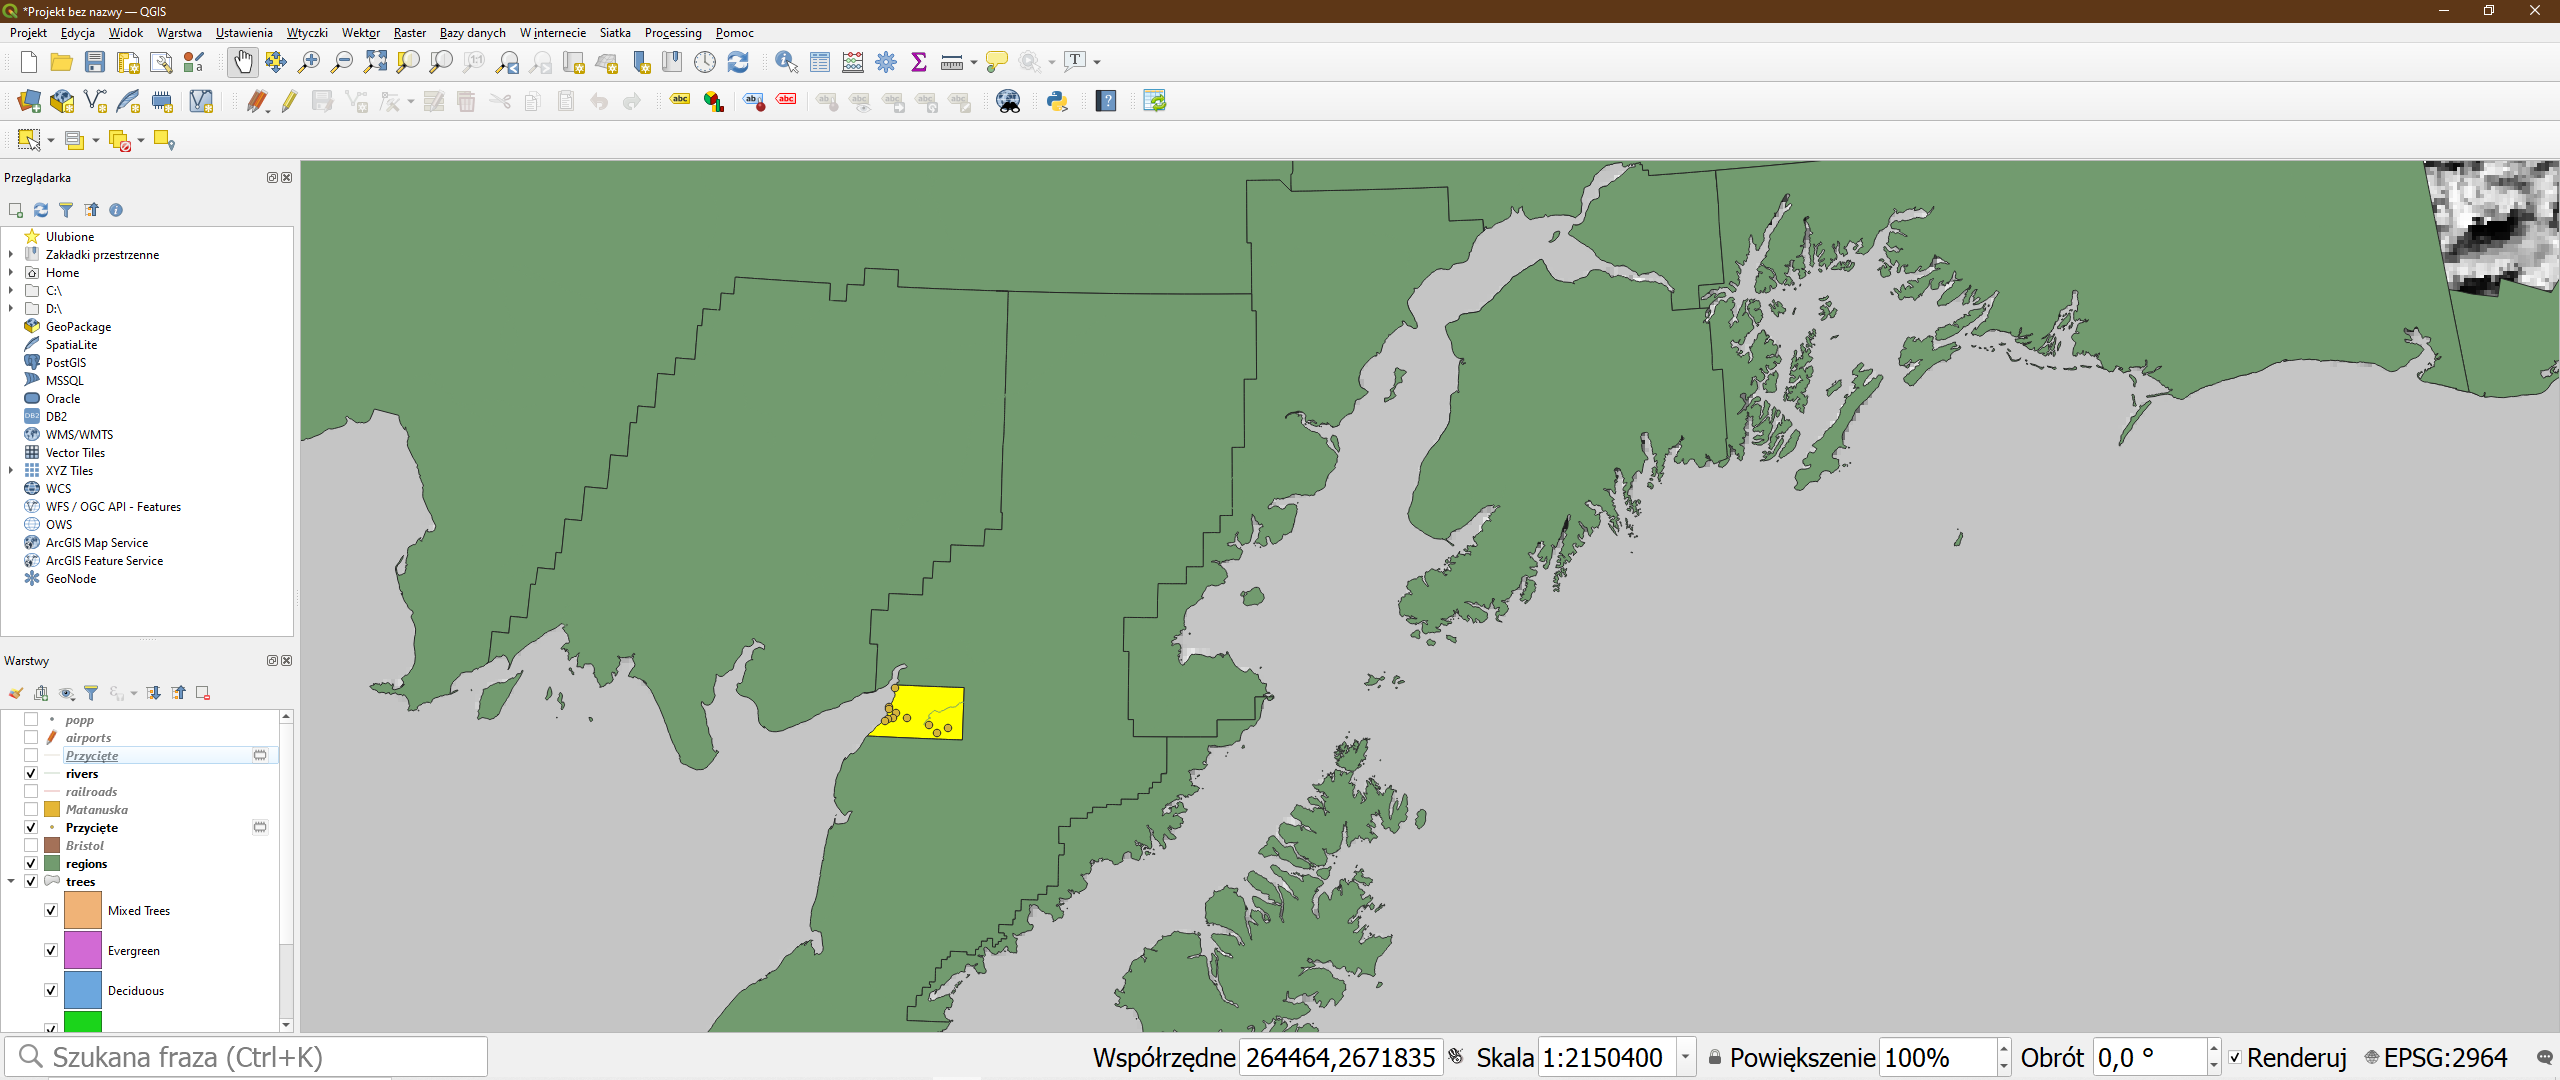 *Projekt bez nazwy — QGIS
Projekt Edycja Widok Warstwa Ustawienia Wtyczki Wektor Raster Bazy danych W internecie Siatka Processing Pomoc
Przeglądarka
Ulubione
Zakładki przestrzenne
Home
C:\
D:\
GeoPackage
SpatiaLite
PostGIS
MSSQL
Oracle
DB2
WMS/WMTS
Vector Tiles
XYZ Tiles
WCS
WFS / OGC API - Features
OWS
ArcGIS Map Service
ArcGIS Feature Service
GeoNode
Warstwy
popp
airports
Przycięte
rivers
railroads
Matanuska
Przycięte
Bristol
regions
trees
Mixed Trees
Evergreen
Deciduous
Szukana fraza (Ctrl+K)
Współrzędne 264464,2671835 Skala 1:2150400 Powiększenie 100% Obrót 0,0 ° Renderuj EPSG:2964